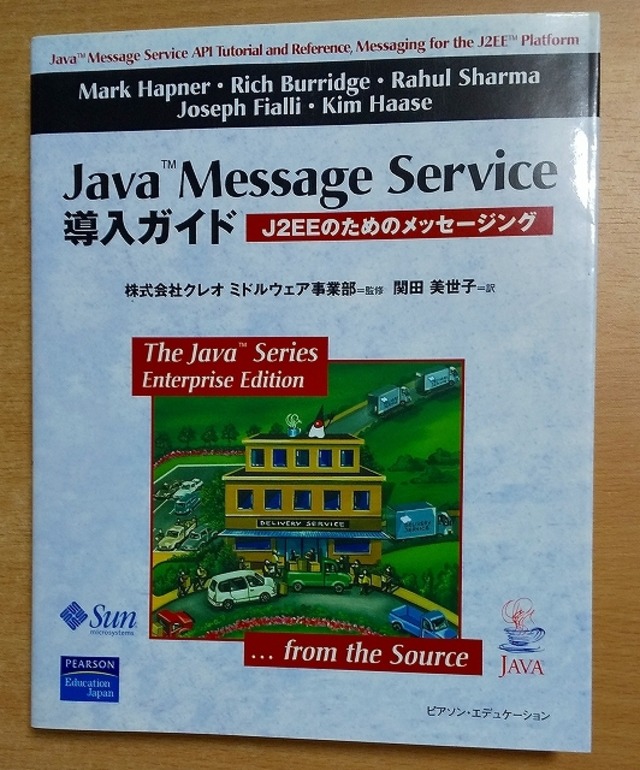 Java™ Message Service API Tutorial and Reference, Messaging for the J2EE™ Platform
Mark Hapner・Rich Burridge・Rahul Sharma
Joseph Fialli・Kim Haase
Java™ Message Service
導入ガイド J2EEのためのメッセージング
株式会社クレオ ミドルウェア事業部=監修 関田 美世子=訳
The Java™ Series
Enterprise Edition
DELIVERY SERVICE
DELIVERY SERVICE
... from the Source
Sun
microsystems
JAVA
PEARSON
Education
Japan
ピアソン・エデュケーション